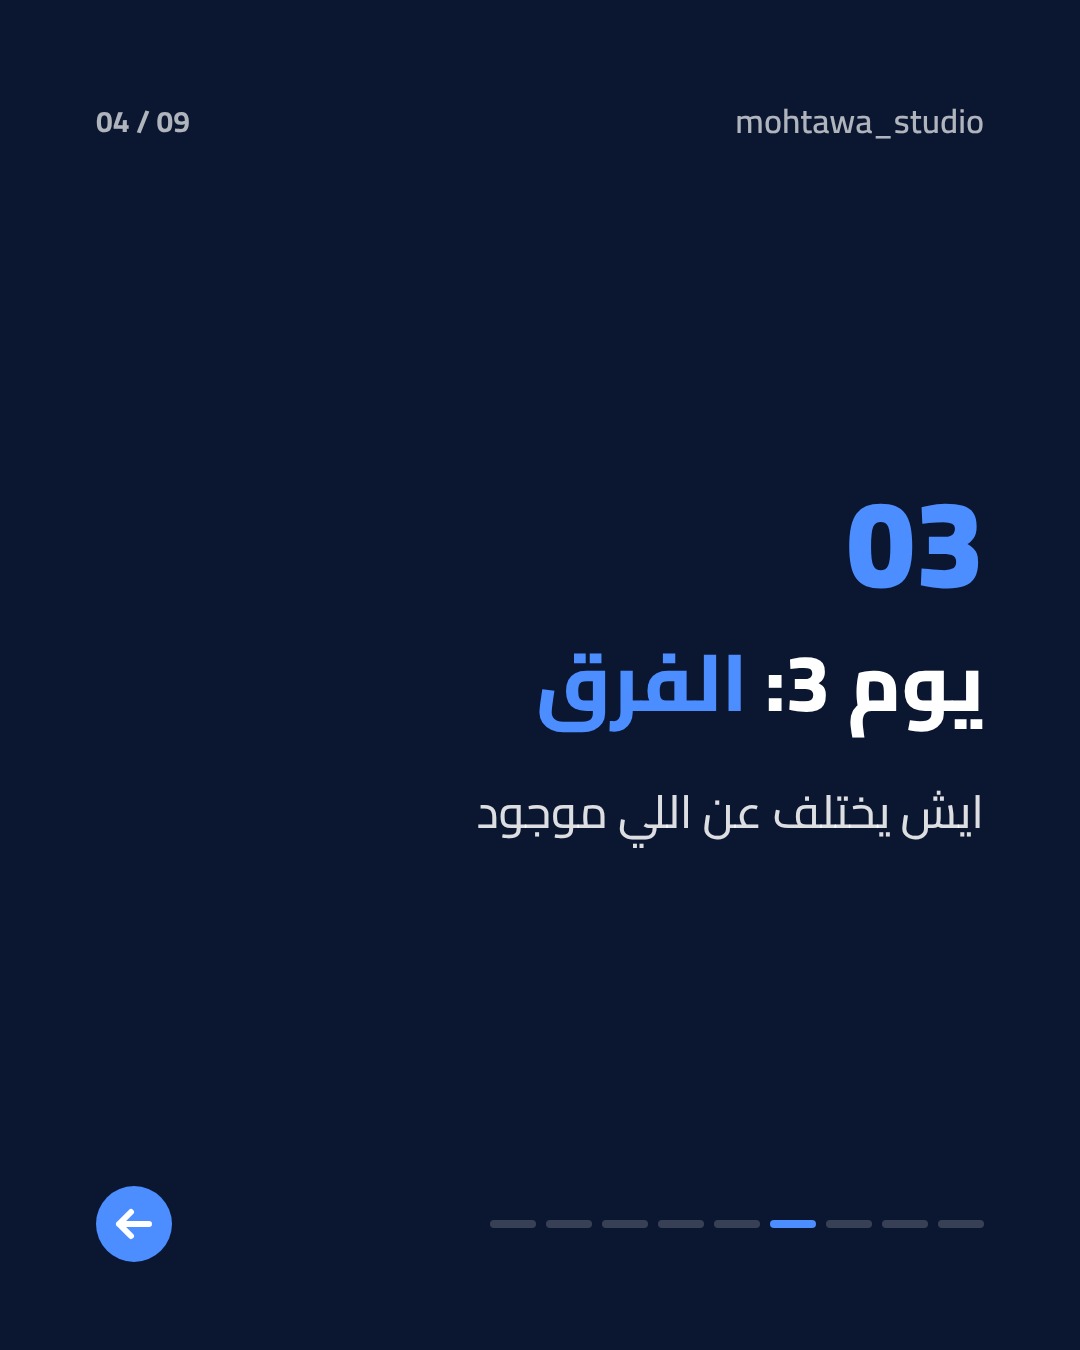 mohtawa_studio
04 / 09
03
يوم 3: الفرق
ايش يختلف عن اللي موجود